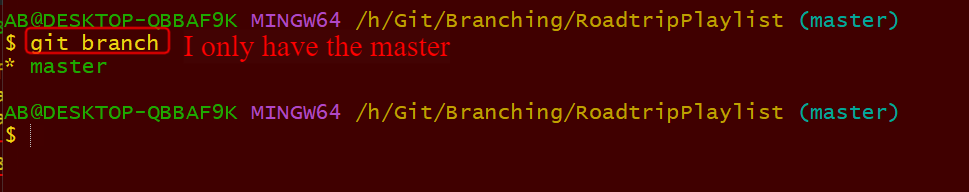 AB@DESKTOP-QBBAF9K MINGW64 /h/Git/Branching/RoadtripPlaylist (master)
$ git branch I only have the master
* master
AB@DESKTOP-QBBAF9K MINGW64 /h/Git/Branching/RoadtripPlaylist (master)
$